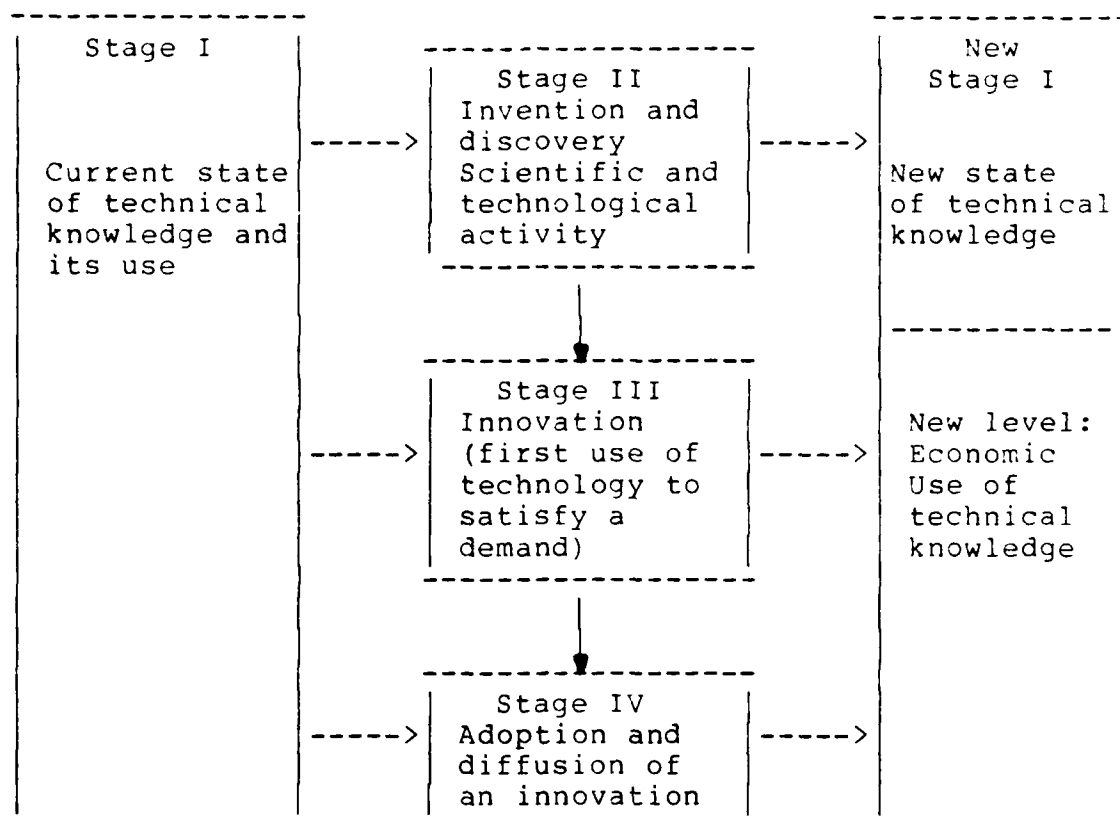 Stage I
Current state
of technical
knowledge and
its use
Stage II
Invention and
discovery
Scientific and
technological
activity
Stage III
Innovation
(first use of
technology to
satisfy a
demand)
Stage IV
Adoption and
diffusion of
an innovation
New
Stage I
New state
of technical
knowledge
New level:
Economic
Use of
technical
knowledge